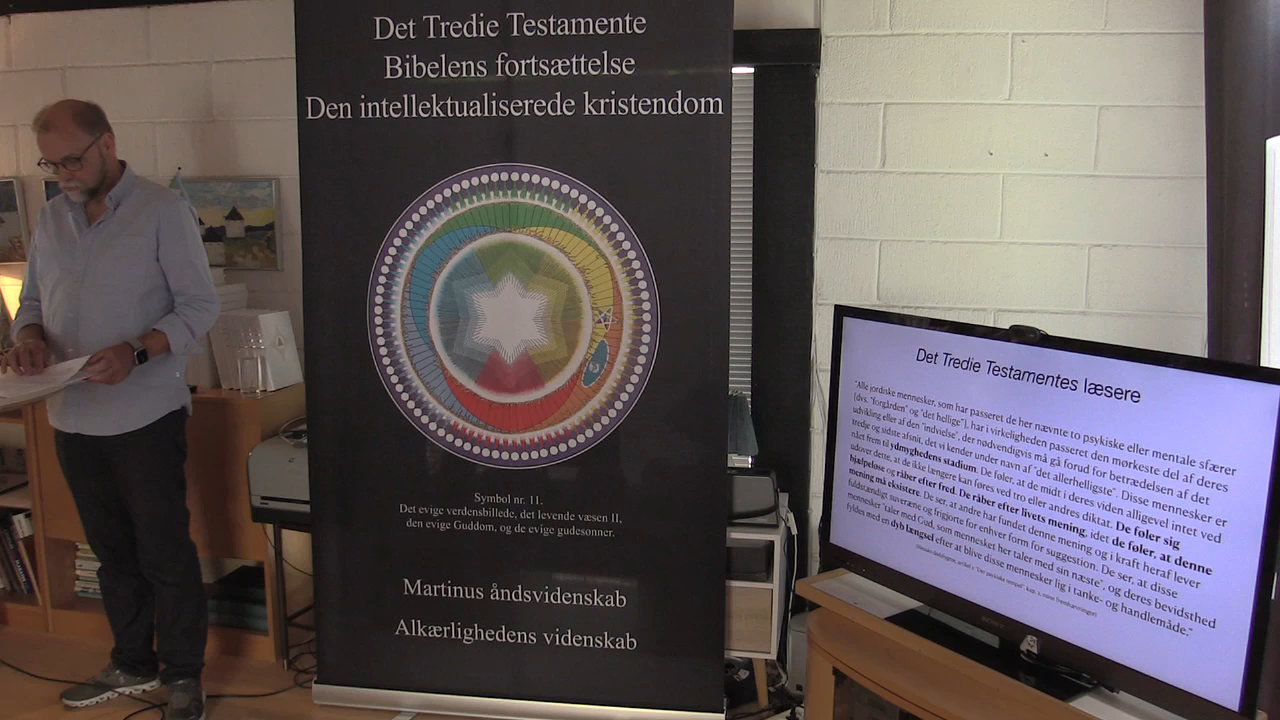 Det Tredie Testamente
Bibelens fortsættelse
Den intellektualiserede kristendom
Symbol nr. 11.
Det evige verdensbillede, det levende væsen II,
den evige Guddom, og de evige gudesønner.
Martinus åndsvidenskab
Alkærlighedens videnskab
Det Tredie Testamentes læsere
"Alle jordiske mennesker, som har passeret de her nævnte to psykiske eller mentale sfærer
(dvs. "forgården" og "det hellige"), har i virkeligheden passeret den mørkeste del af deres
udvikling eller af den "indvielse", der nødvendigvis må gå forud for betrædelsen af det
tredje og sidste afsnit, det vi kender under navn af "det allerhelligste". Disse mennesker er
nået frem til ydmyghedens stadium. De føler, at de midt i deres viden alligevel intet ved
udover dette, at de ikke længere kan føres ved tro eller andres diktat. De føler sig
hjælpeløse og råber efter fred. De råber efter livets mening, idet de føler, at denne
mening må eksistere. De ser, at andre har fundet denne mening og i kraft heraf lever
fuldstændigt suveræne og frigjorte for enhver form for suggestion. De ser, at disse
mennesker "taler med Gud, som mennesket her taler med sin næste", og deres bevidsthed
fyldes med en dyb længsel efter at blive disse mennesker lig i tanke- og handlemåde."
SONY